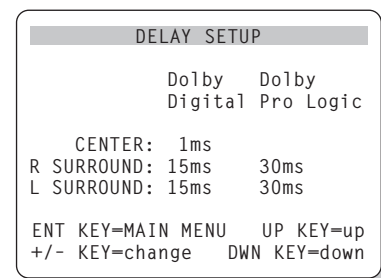 DELAY SETUP
Dolby Dolby
Digital Pro Logic
CENTER: 1ms
R SURROUND: 15ms 30ms
L SURROUND: 15ms 30ms
ENT KEY=MAIN MENU UP KEY=up
+/- KEY=change DWN KEY=down